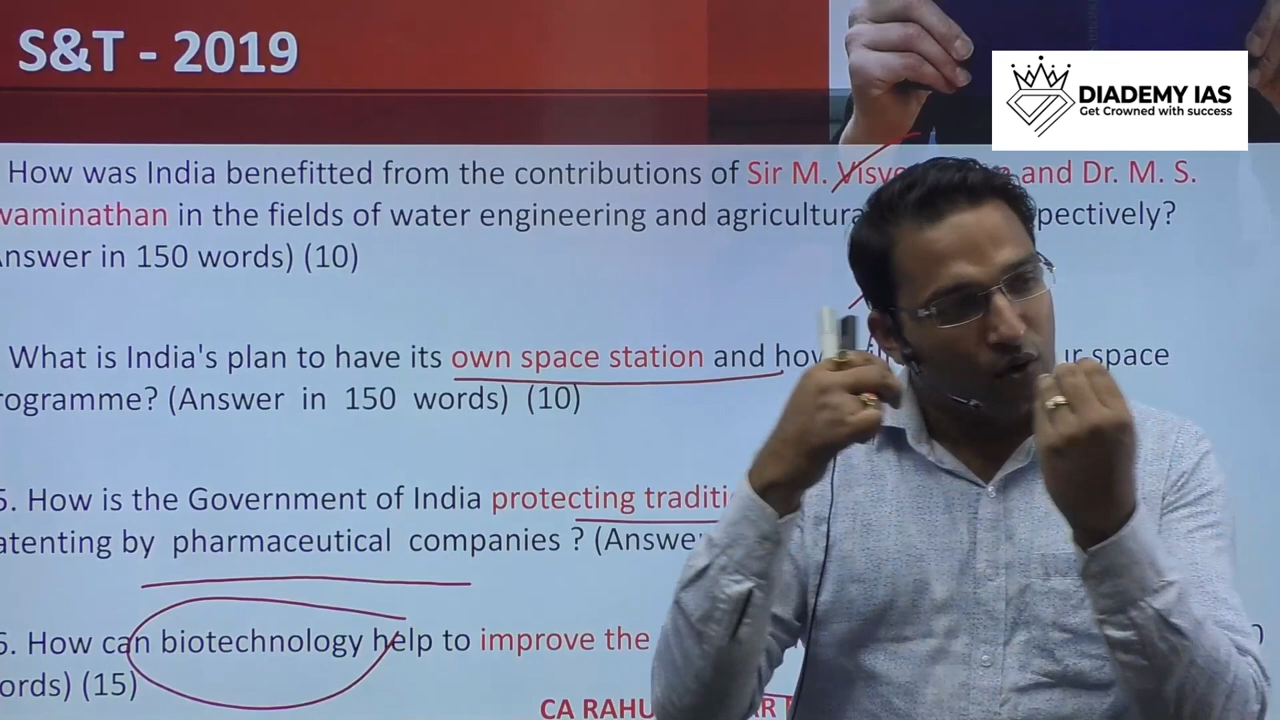 S&T - 2019
DIADEMY IAS
Get Crowned with success
How was India benefitted from the contributions of Sir M. and Dr. M. S.
waminathan in the fields of water engineering and agricultura pectively?
nswer in 150 words) (10)
What is India's plan to have its own space station and how ur space
rogramme? (Answer in 150 words) (10)
5. How is the Government of India protecting traditi
atenting by pharmaceutical companies ? (Answe
6. How can biotechnology help to improve the
ords) (15)
CA RAHU